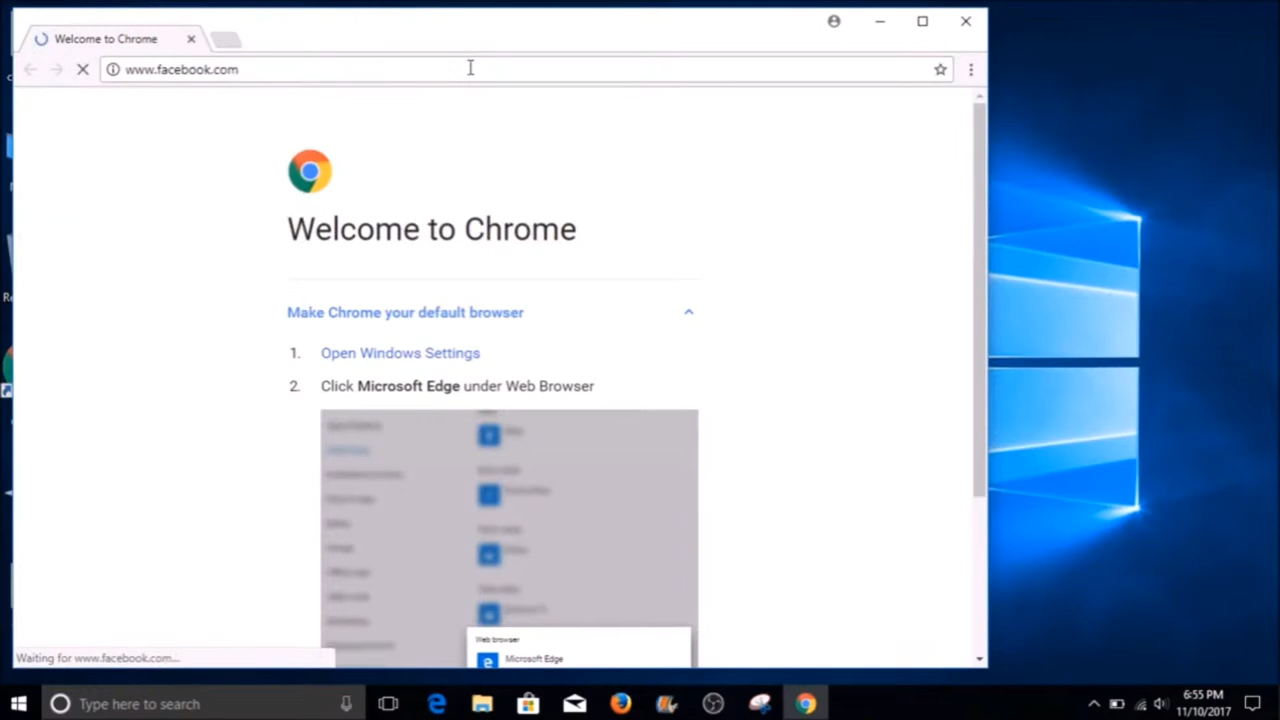 Welcome to Chrome
www.facebook.com
Welcome to Chrome
Make Chrome your default browser
1. Open Windows Settings
2. Click Microsoft Edge under Web Browser
Web browser
Microsoft Edge
Waiting for www.facebook.com...
Type here to search
6:55 PM
11/10/2017